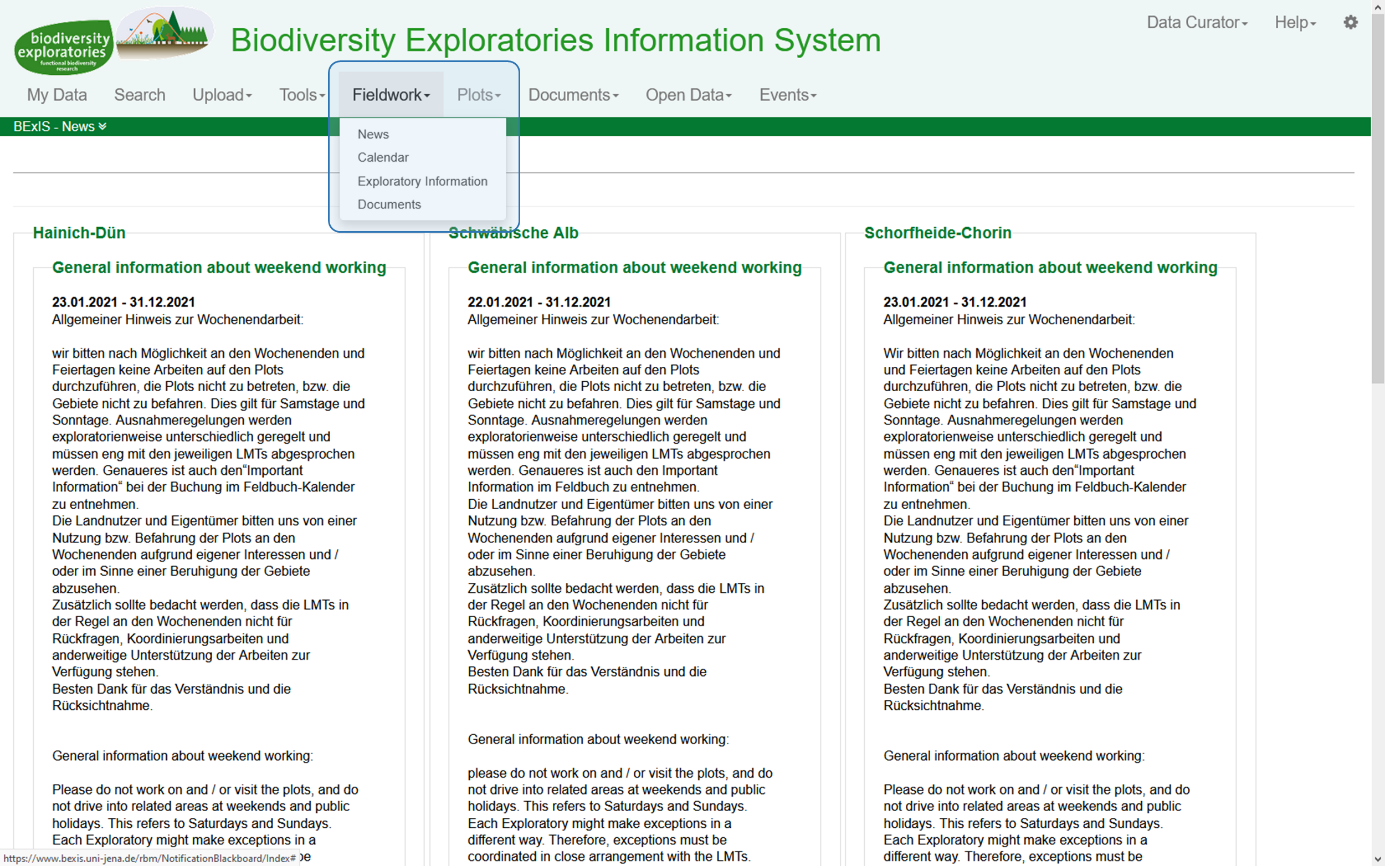 biodiversity
exploratories
functional biodiversity
research
Biodiversity Exploratories Information System
Data Curator
Help
My Data
Search
Upload
Tools
Fieldwork
Plots
Documents
Open Data
Events
BExIS - News
News
Calendar
Exploratory Information
Documents
Hainich-Dün
General information about weekend working
23.01.2021 - 31.12.2021
Allgemeiner Hinweis zur Wochenendarbeit:
wir bitten nach Möglichkeit an den Wochenenden und
Feiertagen keine Arbeiten auf den Plots
durchzuführen, die Plots nicht zu betreten, bzw. die
Gebiete nicht zu befahren. Dies gilt für Samstage und
Sonntage. Ausnahmeregelungen werden
exploratorienweise unterschiedlich geregelt und
müssen eng mit den jeweiligen LMTs abgesprochen
werden. Genaueres ist auch den“Important
Information“ bei der Buchung im Feldbuch-Kalender
zu entnehmen.
Die Landnutzer und Eigentümer bitten uns von einer
Nutzung bzw. Befahrung der Plots an den
Wochenenden aufgrund eigener Interessen und /
oder im Sinne einer Beruhigung der Gebiete
abzusehen.
Zusätzlich sollte bedacht werden, dass die LMTs in
der Regel an den Wochenenden nicht für
Rückfragen, Koordinierungsarbeiten und
anderweitige Unterstützung der Arbeiten zur
Verfügung stehen.
Besten Dank für das Verständnis und die
Rücksichtnahme.
General information about weekend working:
Please do not work on and / or visit the plots, and do
not drive into related areas at weekends and public
holidays. This refers to Saturdays and Sundays.
Each Exploratory might make exceptions in a
https://www.bexis.uni-jena.de/rbm/NotificationBlackboard/Index#
Schwäbische Alb
General information about weekend working
22.01.2021 - 31.12.2021
Allgemeiner Hinweis zur Wochenendarbeit:
wir bitten nach Möglichkeit an den Wochenenden und
Feiertagen keine Arbeiten auf den Plots
durchzuführen, die Plots nicht zu betreten, bzw. die
Gebiete nicht zu befahren. Dies gilt für Samstage und
Sonntage. Ausnahmeregelungen werden
exploratorienweise unterschiedlich geregelt und
müssen eng mit den jeweiligen LMTs abgesprochen
werden. Genaueres ist auch den Important
Information im Feldbuch zu entnehmen.
Die Landnutzer und Eigentümer bitten uns von einer
Nutzung bzw. Befahrung der Plots an den
Wochenenden aufgrund eigener Interessen und /
oder im Sinne einer Beruhigung der Gebiete
abzusehen.
Zusätzlich sollte bedacht werden, dass die LMTs in
der Regel an den Wochenenden nicht für
Rückfragen, Koordinierungsarbeiten und
anderweitige Unterstützung der Arbeiten zur
Verfügung stehen.
Besten Dank für das Verständnis und die
Rücksichtnahme.
General information about weekend working:
please do not work on and / or visit the plots, and do
not drive into related areas at weekends and public
holidays. This refers to Saturdays and Sundays.
Each Exploratory might make exceptions in a
different way. Therefore, exceptions must be
coordinated in close arrangement with the LMTs.
Schorfheide-Chorin
General information about weekend working
23.01.2021 - 31.12.2021
Allgemeiner Hinweis zur Wochenendarbeit:
Wir bitten nach Möglichkeit an den Wochenenden
und Feiertagen keine Arbeiten auf den Plots
durchzuführen, die Plots nicht zu betreten, bzw. die
Gebiete nicht zu befahren. Dies gilt für Samstage und
Sonntage. Ausnahmeregelungen werden
exploratorienweise unterschiedlich geregelt und
müssen eng mit den jeweiligen LMTs abgesprochen
werden. Genaueres ist auch den“Important
Information“ bei der Buchung im Feldbuch-Kalender
zu entnehmen.
Die Landnutzer und Eigentümer bitten uns von einer
Nutzung bzw. Befahrung der Plots an den
Wochenenden aufgrund eigener Interessen und /
oder im Sinne einer Beruhigung der Gebiete
abzusehen.
Zusätzlich sollte bedacht werden, dass die LMTs in
der Regel an den Wochenenden nicht für
Rückfragen, Koordinierungsarbeiten und
anderweitige Unterstützung der Arbeiten zur
Verfügung stehen.
Besten Dank für das Verständnis und die
Rücksichtnahme.
General information about weekend working:
Please do not work on and / or visit the plots, and do
not drive into related areas at weekends and public
holidays. This refers to Saturdays and Sundays.
Each Exploratory might make exceptions in a
different way. Therefore, exceptions must be